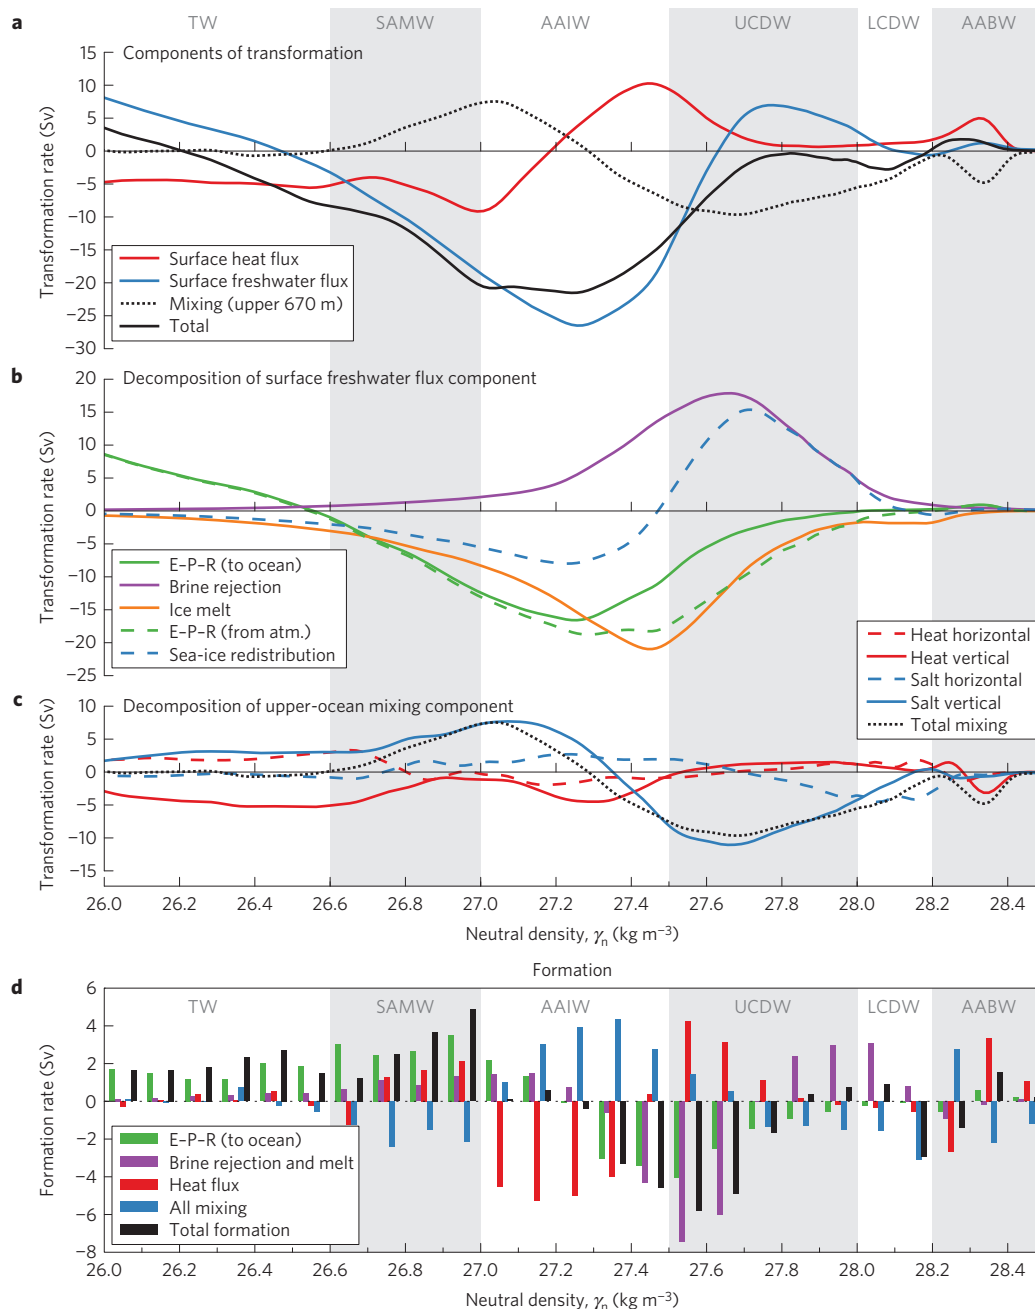 a
TW SAMW AAIW UCDW LCDW AABW
Components of transformation
Transformation rate (Sv)
15
10
5
0
−5
−10
−15
−20
−25
−30
Surface heat flux
Surface freshwater flux
Mixing (upper 670 m)
Total
b
Decomposition of surface freshwater flux component
Transformation rate (Sv)
20
15
10
5
0
−5
−10
−15
−20
−25
E–P–R (to ocean)
Brine rejection
Ice melt
E–P–R (from atm.)
Sea-ice redistribution
Heat horizontal
Heat vertical
Salt horizontal
Salt vertical
Total mixing
c
Decomposition of upper-ocean mixing component
Transformation rate (Sv)
10
5
0
−5
−10
−15
26.0 26.2 26.4 26.6 26.8 27.0 27.2 27.4 27.6 27.8 28.0 28.2 28.4
Neutral density, γn (kg m−3)
Formation
d
TW SAMW AAIW UCDW LCDW AABW
Formation rate (Sv)
6
4
2
0
−2
−4
−6
−8
E–P–R (to ocean)
Brine rejection and melt
Heat flux
All mixing
Total formation
26.0 26.2 26.4 26.6 26.8 27.0 27.2 27.4 27.6 27.8 28.0 28.2 28.4
Neutral density, γn (kg m−3)